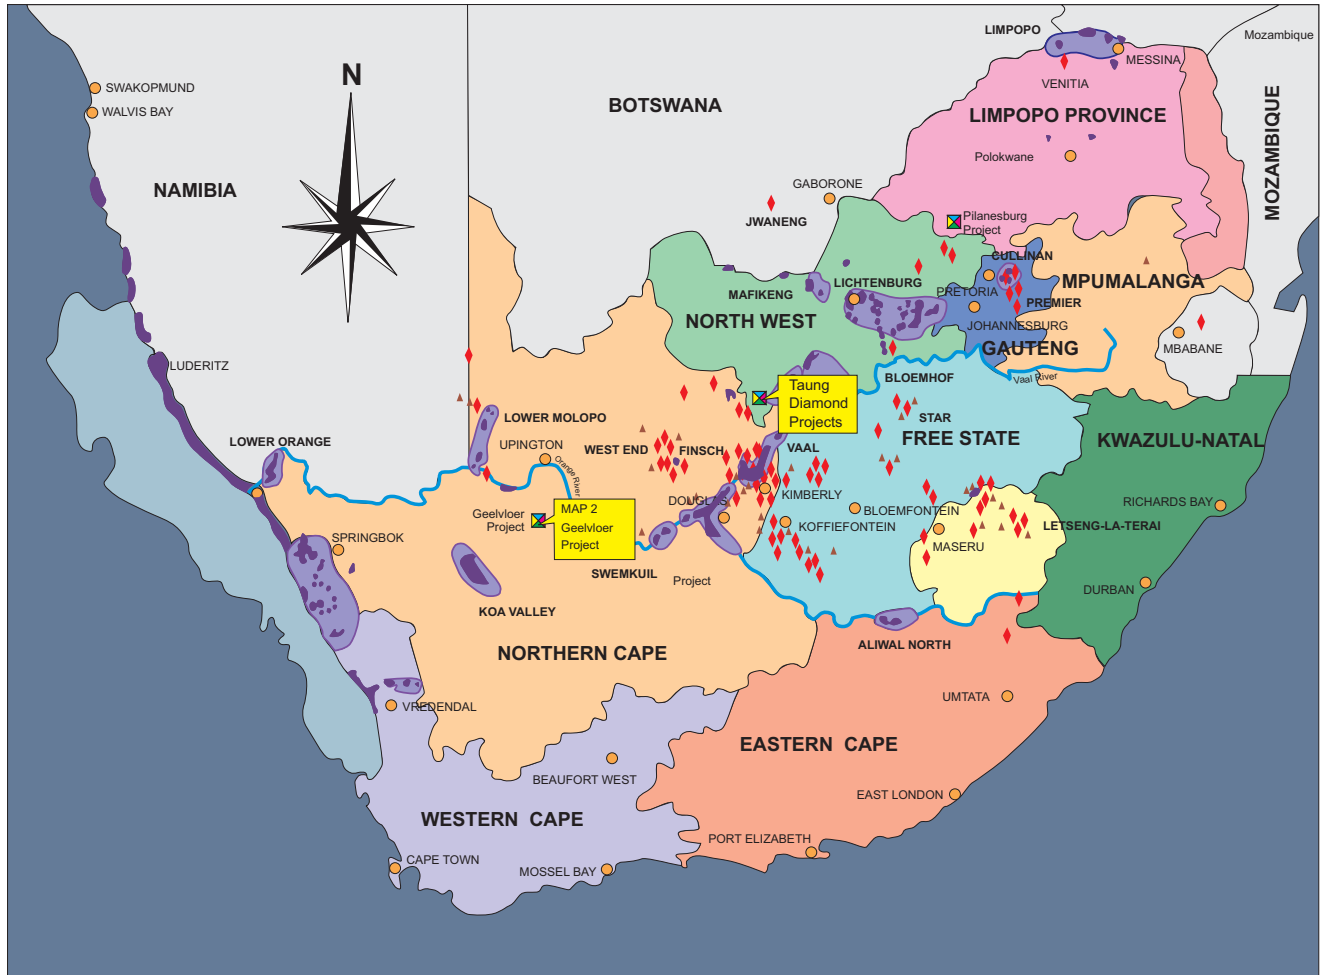 LIMPOPO
Mozambique
MESSINA
N
SWAKOPMUND
VENITIA
BOTSWANA
WALVIS BAY
LIMPOPO PROVINCE
MOZAMBIQUE
Polokwane
NAMIBIA
GABORONE
JWANENG
Pilanesburg
Project
CULLINAN
MPUMALANGA
LICHTENBURG
MAFIKENG
PRETORIA
PREMIER
NORTH WEST
JOHANNESBURG
GAUTENG
MBABANE
LUDERITZ
BLOEMHOF
Vaal River
Taung
Diamond
Projects
LOWER MOLOPO
STAR
FREE STATE
KWAZULU-NATAL
LOWER ORANGE
UPINGTON
WEST END
FINSCH
VAAL
Orange River
DOUGLAS
KIMBERLY
RICHARDS BAY
Geelvloer
Project
MAP 2
Geelvloer
Project
BLOEMFONTEIN
KOFFIEFONTEIN
LETSENG-LA-TERAI
SPRINGBOK
MASERU
SWEMKUIL
Project
DURBAN
KOA VALLEY
ALIWAL NORTH
NORTHERN CAPE
UMTATA
VREDENDAL
EASTERN CAPE
BEAUFORT WEST
EAST LONDON
WESTERN CAPE
PORT ELIZABETH
CAPE TOWN
MOSSEL BAY